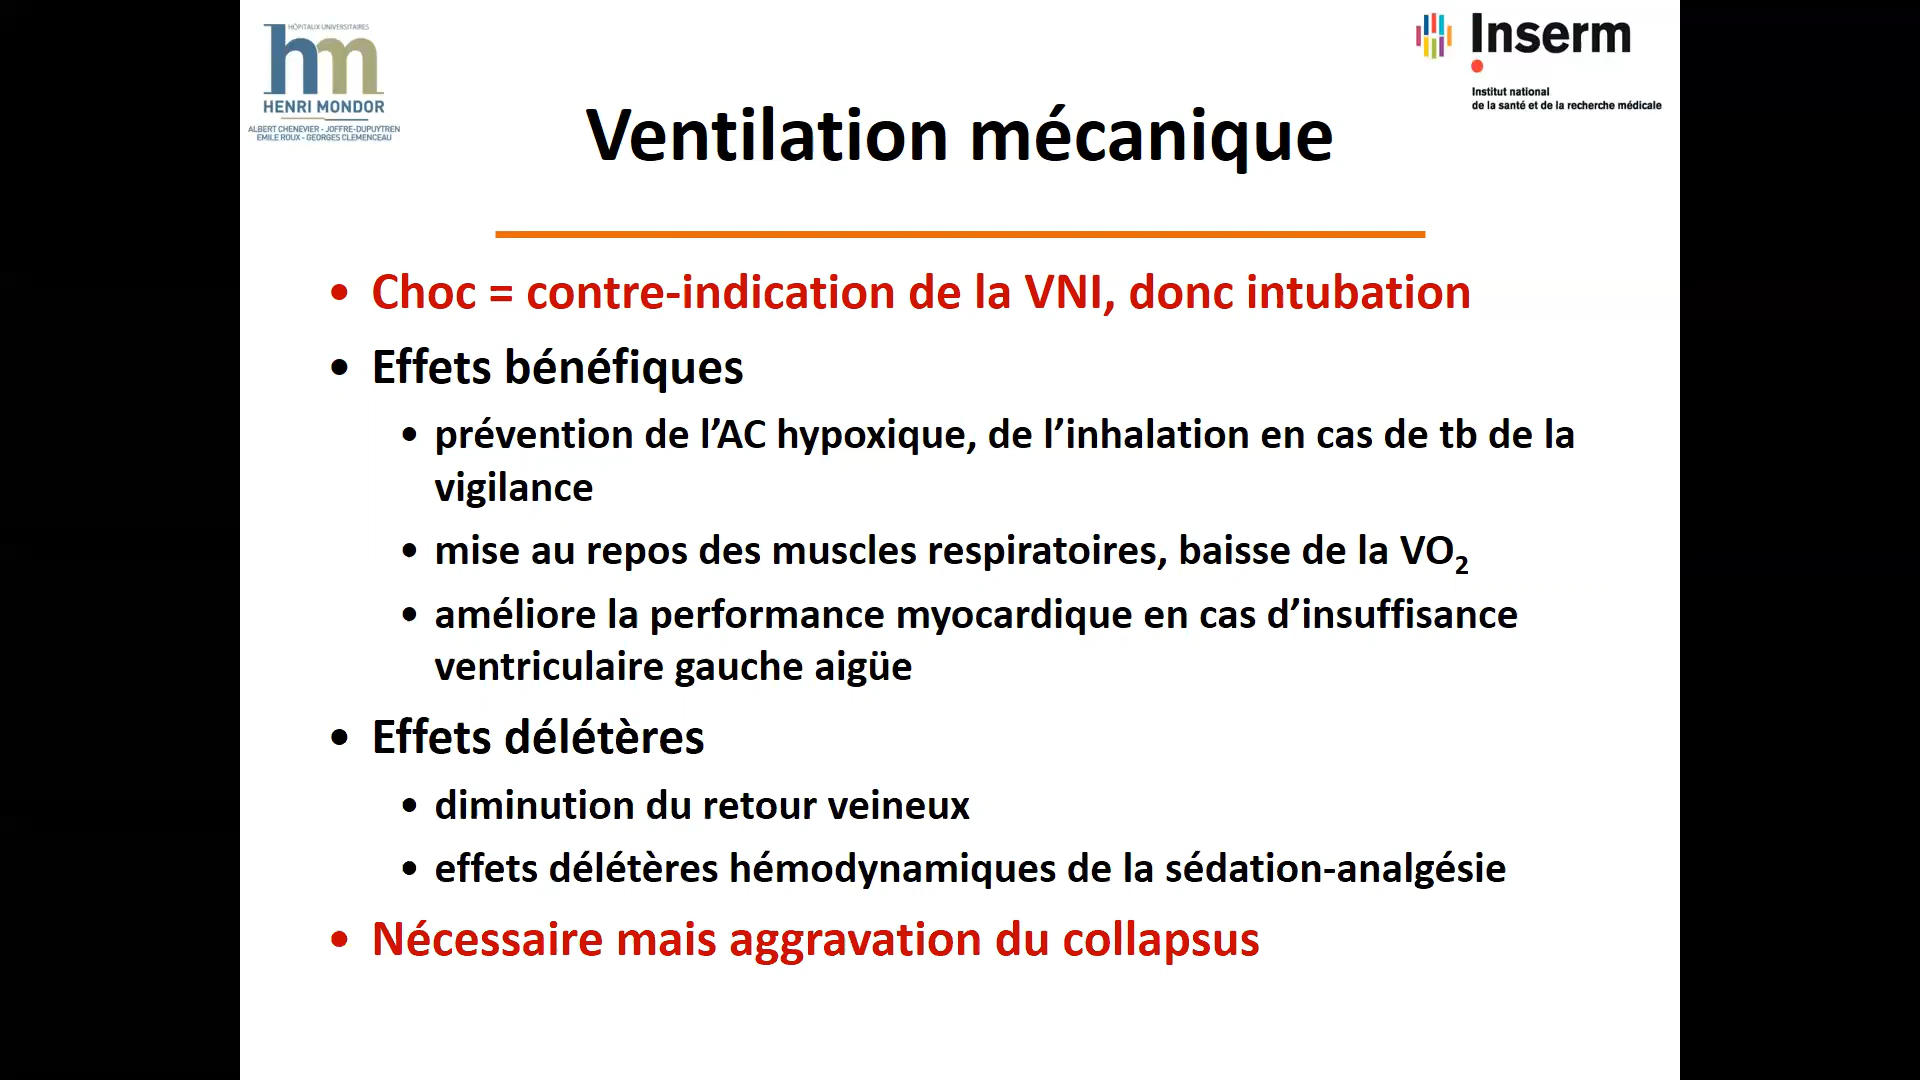 HÔPITAUX UNIVERSITAIRES
hm
HENRI MONDOR
ALBERT CHENEVIER - JOFFRE-DUPUYTREN
EMILE ROUX - GEORGES CLEMENCEAU
Inserm
Institut national
de la santé et de la recherche médicale
Ventilation mécanique
• Choc = contre-indication de la VNI, donc intubation
• Effets bénéfiques
• prévention de l’AC hypoxique, de l’inhalation en cas de tb de la
vigilance
• mise au repos des muscles respiratoires, baisse de la VO₂
• améliore la performance myocardique en cas d’insuffisance
ventriculaire gauche aigüe
• Effets délétères
• diminution du retour veineux
• effets délétères hémodynamiques de la sédation-analgésie
• Nécessaire mais aggravation du collapsus